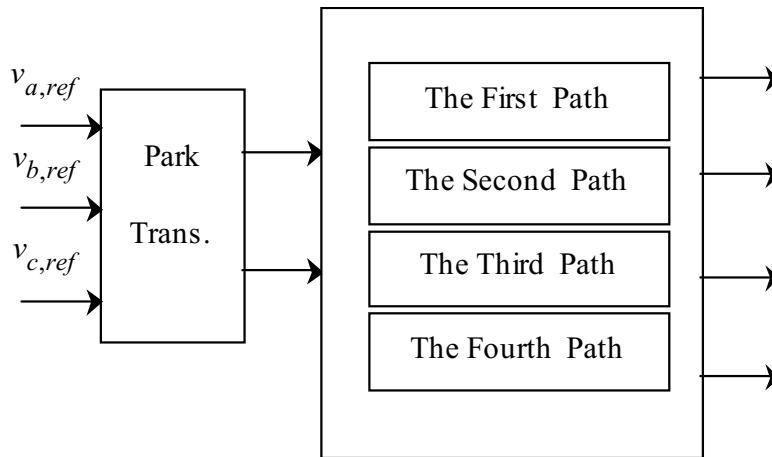 v_{a,ref}
v_{b,ref}
v_{c,ref}
Park
Trans.
The First Path
The Second Path
The Third Path
The Fourth Path